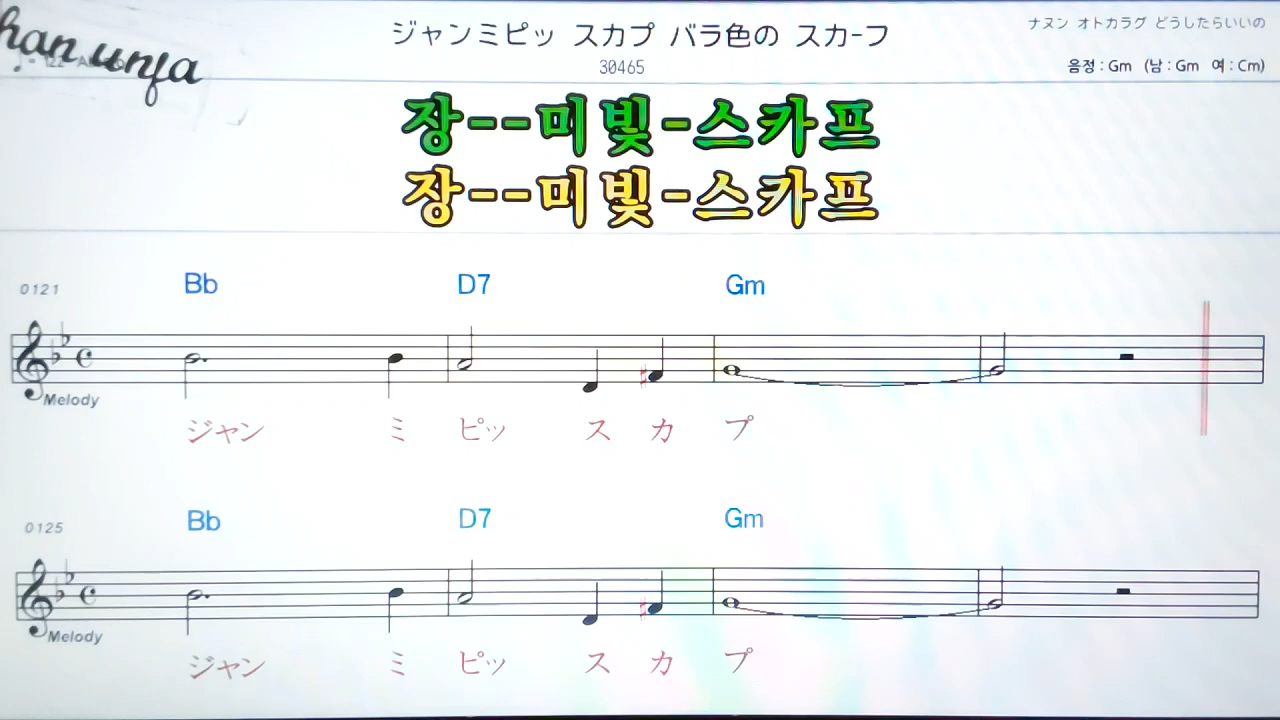 ジャンミピッ スカプ バラ色の スカ-フ
ナヌン オトカラグ どうしたらいいの
han unfa
30465
음정 : Gm (남 : Gm 여 : Cm)
장--미빛-스카프
장--미빛-스카프
0121
Bb D7 Gm
Melody
ジャン ミ ピッ ス カ プ
0125
Bb D7 Gm
Melody
ジャン ミ ピッ ス カ プ